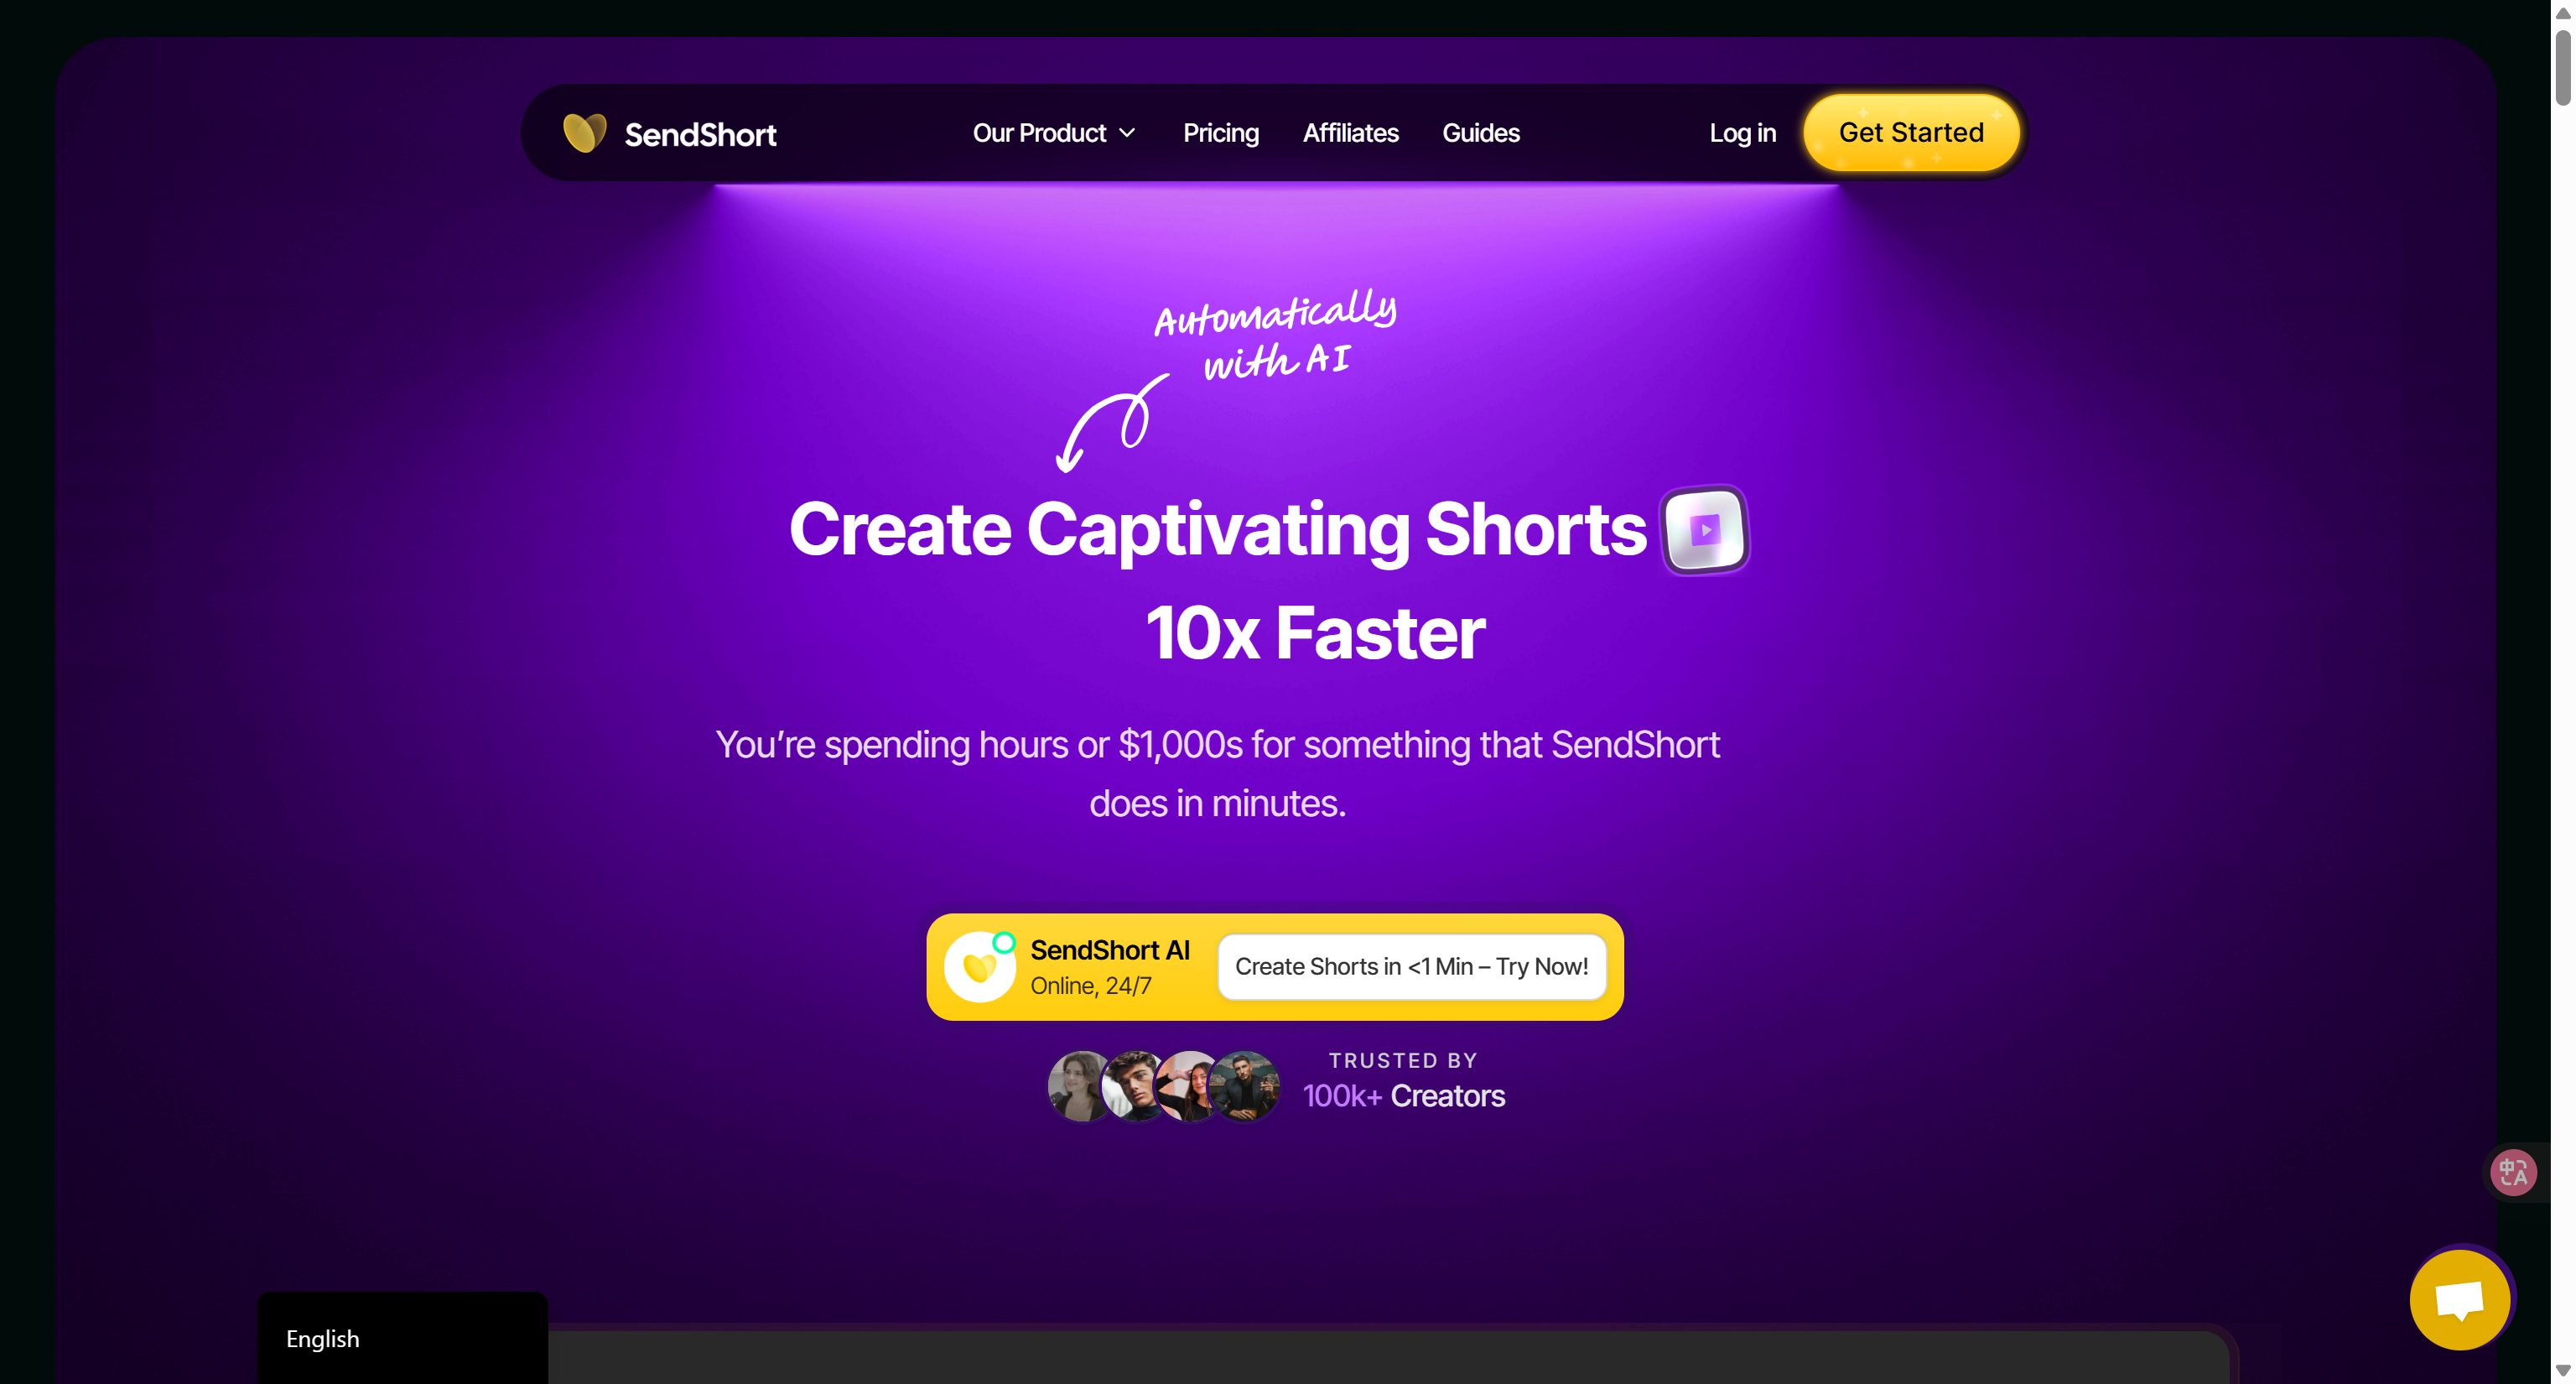 SendShort
Our Product
Pricing
Affiliates
Guides
Log in
Get Started
Automatically
with AI
Create Captivating Shorts
10x Faster
You’re spending hours or $1,000s for something that SendShort
does in minutes.
SendShort AI
Online, 24/7
Create Shorts in <1 Min – Try Now!
TRUSTED BY
100k+ Creators
中 A
English